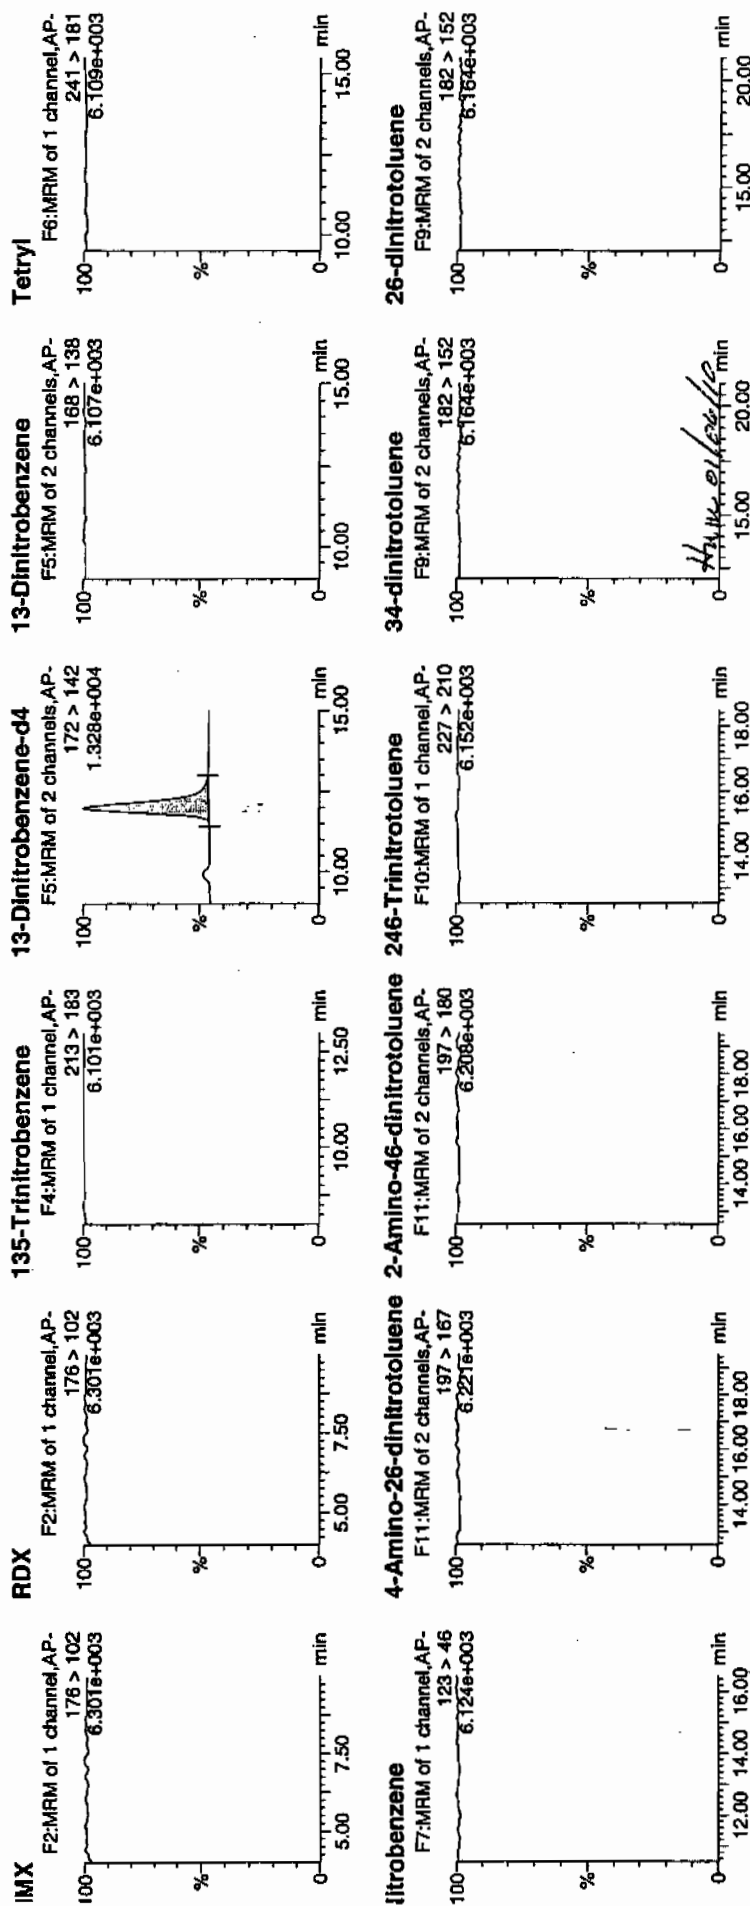 IMX
F2:MRM of 1 channel,AP-
176 > 102
6.301e+003
100
%
0
5.00 7.50 min
RDX
F2:MRM of 1 channel,AP-
176 > 102
6.301e+003
100
%
0
5.00 7.50 min
135-Trinitrobenzene
F4:MRM of 1 channel,AP-
213 > 183
6.101e+003
100
%
0
10.00 12.50 min
13-Dinitrobenzene-d4
F5:MRM of 2 channels,AP-
172 > 142
1.328e+004
100
%
0
10.00 15.00 min
13-Dinitrobenzene
F5:MRM of 2 channels,AP-
168 > 138
6.107e+003
100
%
0
10.00 15.00 min
Tetryl
F6:MRM of 1 channel,AP-
241 > 181
6.109e+003
100
%
0
10.00 15.00 min
litrobenzene
F7:MRM of 1 channel,AP-
123 > 46
6.124e+003
100
%
0
12.00 14.00 16.00 min
4-Amino-26-dinitrotoluene
F11:MRM of 2 channels,AP-
197 > 167
6.221e+003
100
%
0
14.00 16.00 18.00 min
2-Amino-46-dinitrotoluene
F11:MRM of 2 channels,AP-
197 > 180
6.208e+003
100
%
0
14.00 16.00 18.00 min
246-Trinitrotoluene
F10:MRM of 1 channel,AP-
227 > 210
6.152e+003
100
%
0
14.00 16.00 18.00 min
34-dinitrotoluene
F9:MRM of 2 channels,AP-
182 > 152
6.164e+003
100
%
0
15.00 20.00 min
26-dinitrotoluene
F9:MRM of 2 channels,AP-
182 > 152
6.164e+003
100
%
0
15.00 20.00 min